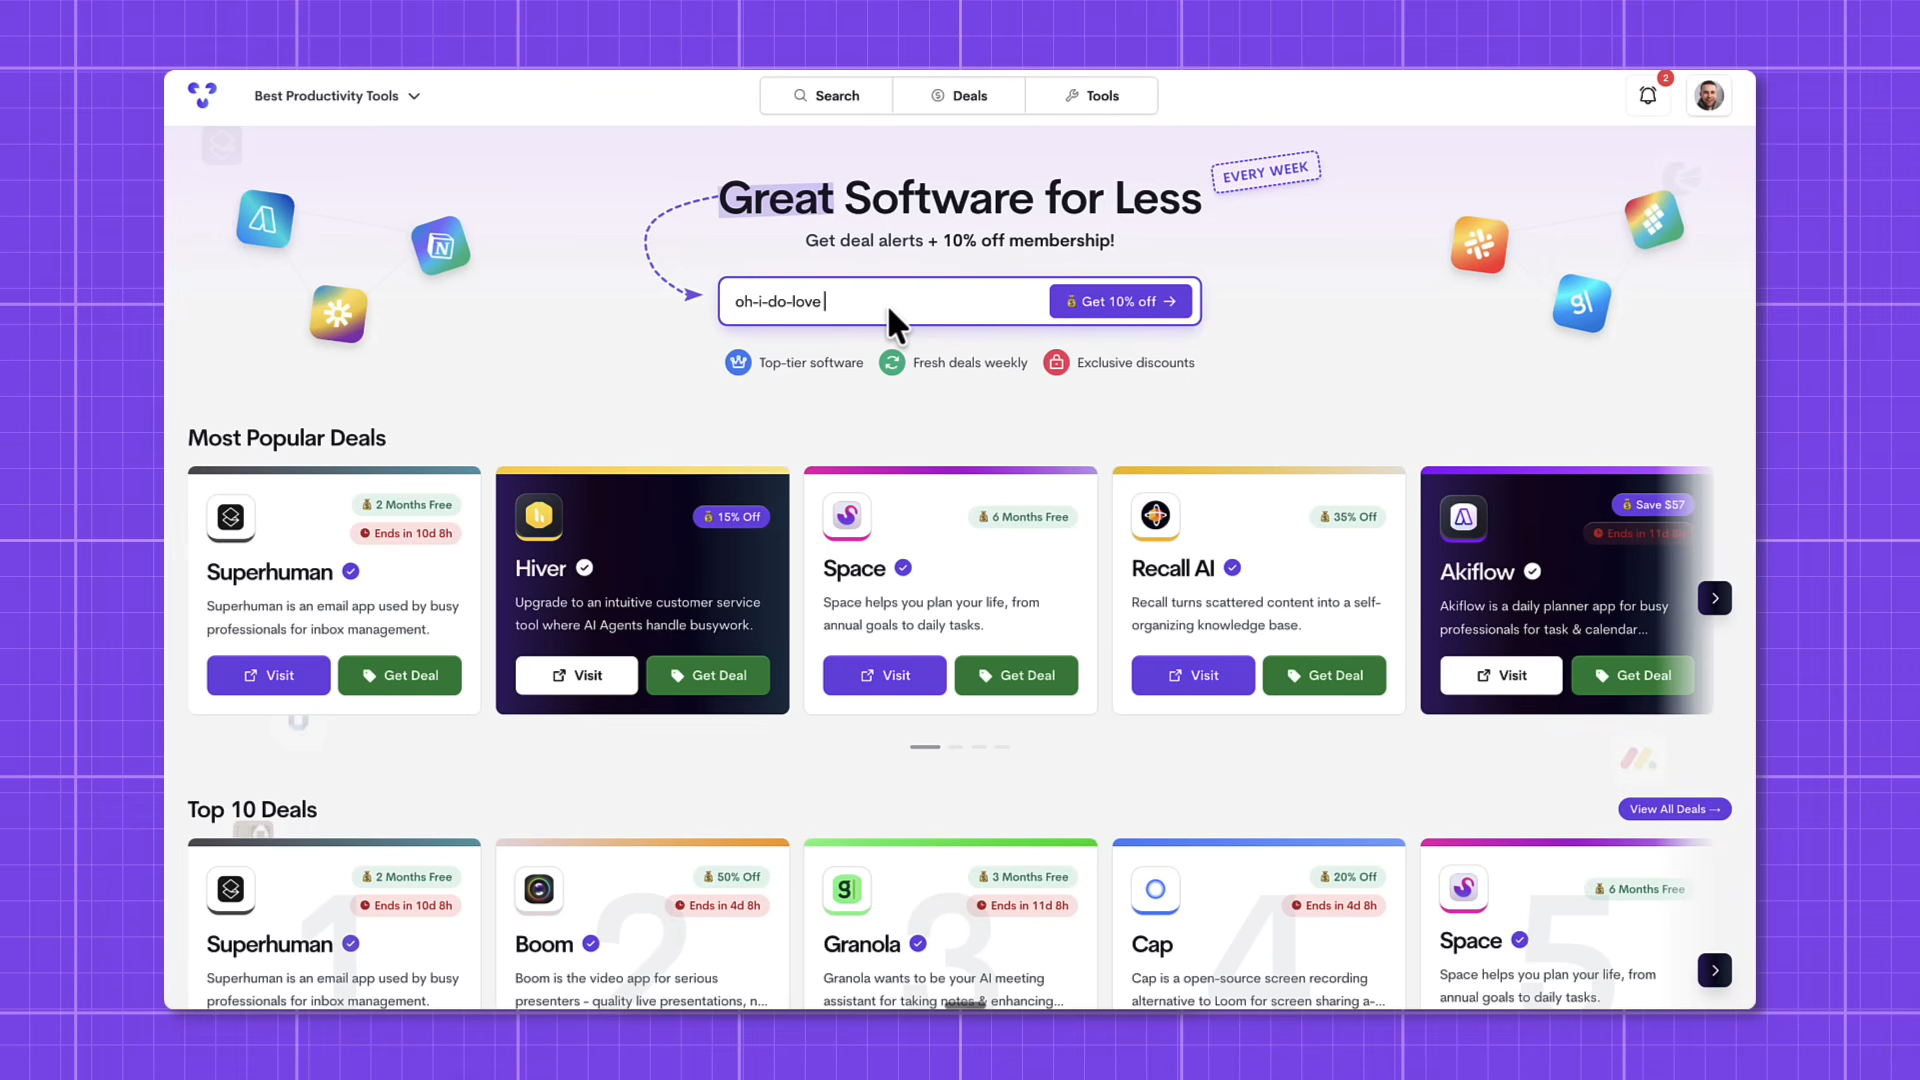 Best Productivity Tools
Search
Deals
Tools
2
EVERY WEEK
Great Software for Less
Get deal alerts + 10% off membership!
oh-i-do-love
Get 10% off →
Top-tier software
Fresh deals weekly
Exclusive discounts
Most Popular Deals
2 Months Free
Ends in 10d 8h
Superhuman
Superhuman is an email app used by busy
professionals for inbox management.
Visit
Get Deal
15% Off
Hiver
Upgrade to an intuitive customer service
tool where AI Agents handle busywork.
Visit
Get Deal
6 Months Free
Space
Space helps you plan your life, from
annual goals to daily tasks.
Visit
Get Deal
35% Off
Recall AI
Recall turns scattered content into a self-
organizing knowledge base.
Visit
Get Deal
Save $57
Ends in 11d 8h
Akiflow
Akiflow is a daily planner app for busy
professionals for task & calendar...
Visit
Get Deal
Top 10 Deals
View All Deals →
1
2 Months Free
Ends in 10d 8h
Superhuman
Superhuman is an email app used by busy
professionals for inbox management.
2
50% Off
Ends in 4d 8h
Boom
Boom is the video app for serious
presenters - quality live presentations, n...
3
g
3 Months Free
Ends in 11d 8h
Granola
Granola wants to be your AI meeting
assistant for taking notes & enhancing...
4
20% Off
Ends in 4d 8h
Cap
Cap is a open-source screen recording
alternative to Loom for screen sharing a-...
5
6 Months Free
Space
Space helps you plan your life, from
annual goals to daily tasks.